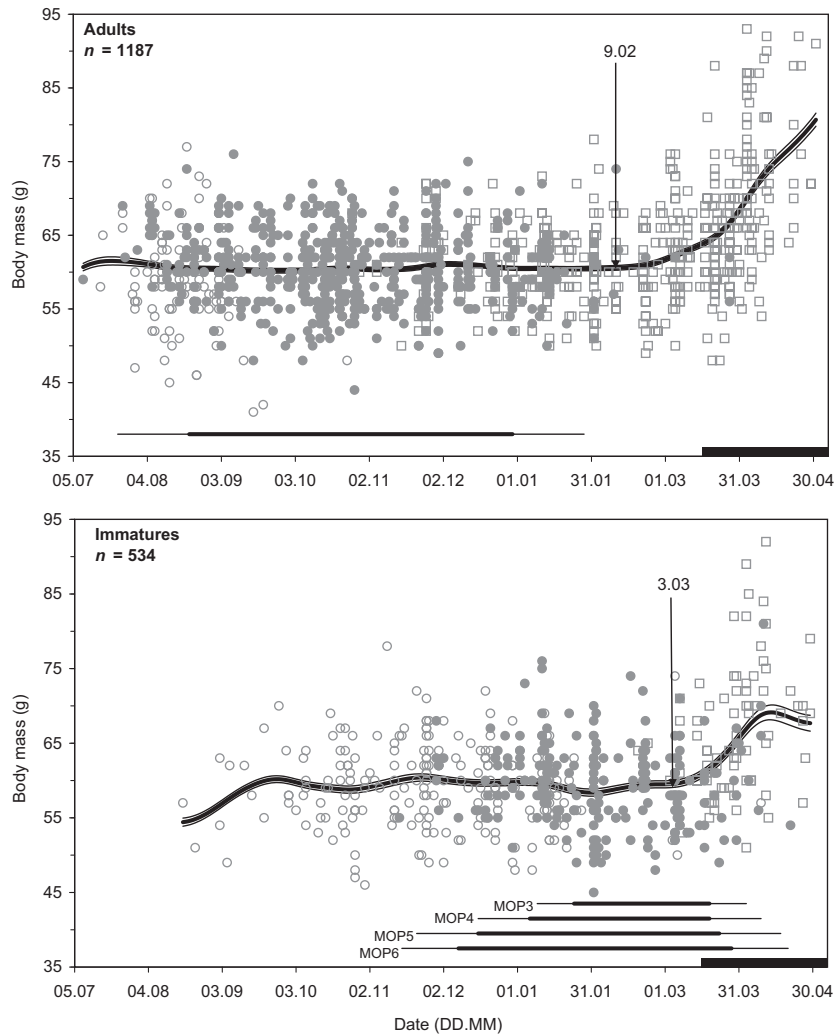 Adults
n = 1187
9.02
95
85
75
65
55
45
35
Body mass (g)
05.07 04.08 03.09 03.10 02.11 02.12 01.01 31.01 01.03 31.03 30.04
Immatures
n = 534
3.03
95
85
75
65
55
45
35
Body mass (g)
MOP3
MOP4
MOP5
MOP6
05.07 04.08 03.09 03.10 02.11 02.12 01.01 31.01 01.03 31.03 30.04
Date (DD.MM)